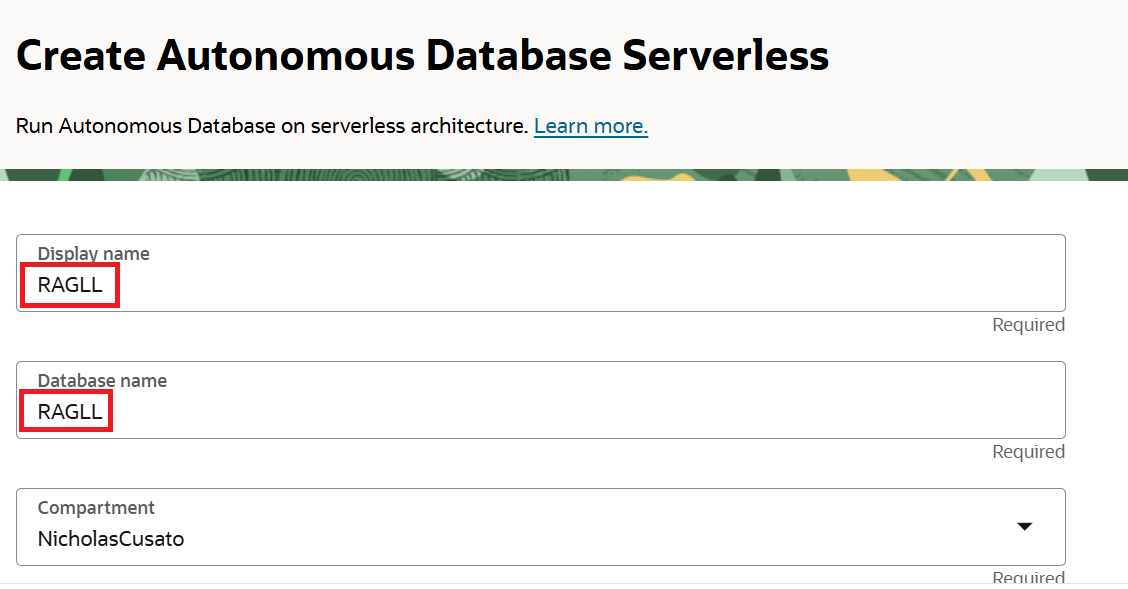 Create Autonomous Database Serverless
Run Autonomous Database on serverless architecture. Learn more.
Display name
RAGLL
Required
Database name
RAGLL
Required
Compartment
NicholasCusato
Required